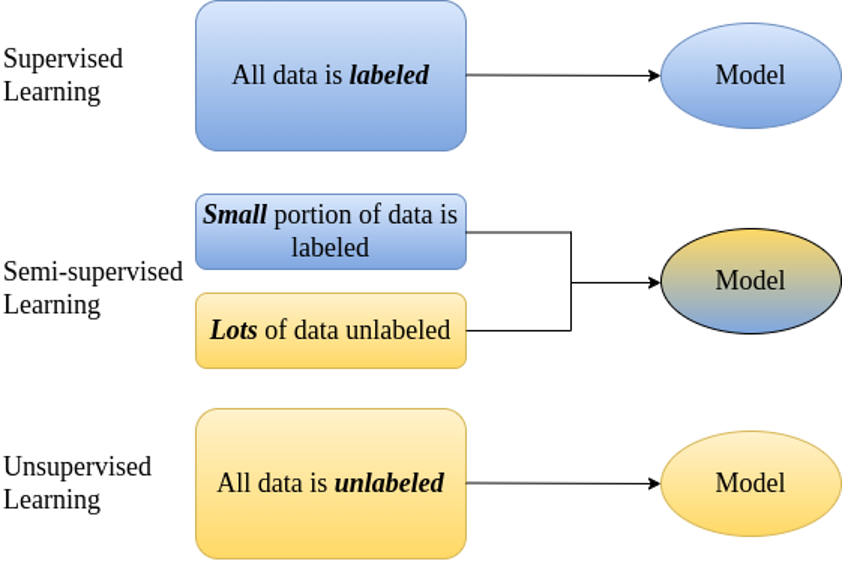 Supervised
Learning
All data is labeled
Model
Semi-supervised
Learning
Small portion of data is
labeled
Lots of data unlabeled
Model
Unsupervised
Learning
All data is unlabeled
Model